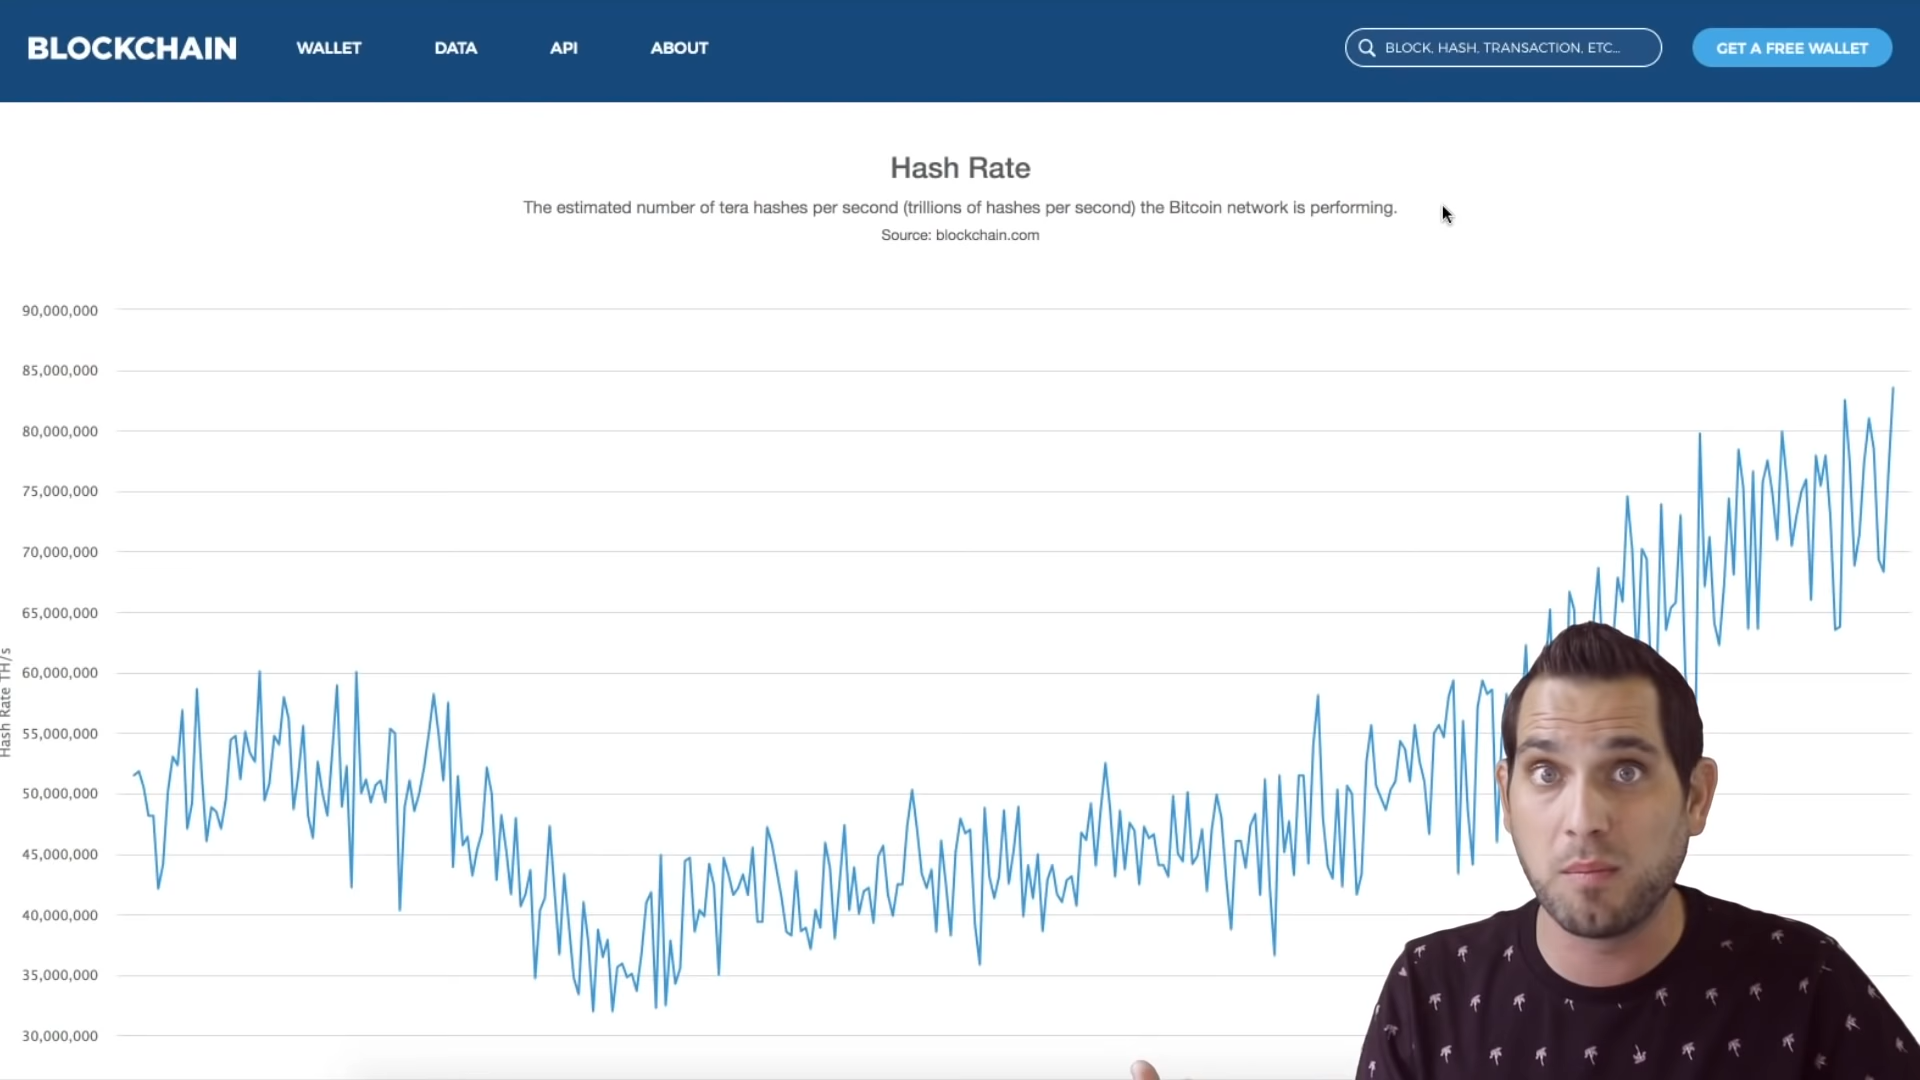 BLOCKCHAIN WALLET DATA API ABOUT BLOCK, HASH, TRANSACTION, ETC... GET A FREE WALLET
Hash Rate
The estimated number of tera hashes per second (trillions of hashes per second) the Bitcoin network is performing.
Source: blockchain.com
90,000,000
85,000,000
80,000,000
75,000,000
70,000,000
65,000,000
60,000,000
55,000,000
50,000,000
45,000,000
40,000,000
35,000,000
30,000,000
Hash Rate TH/s